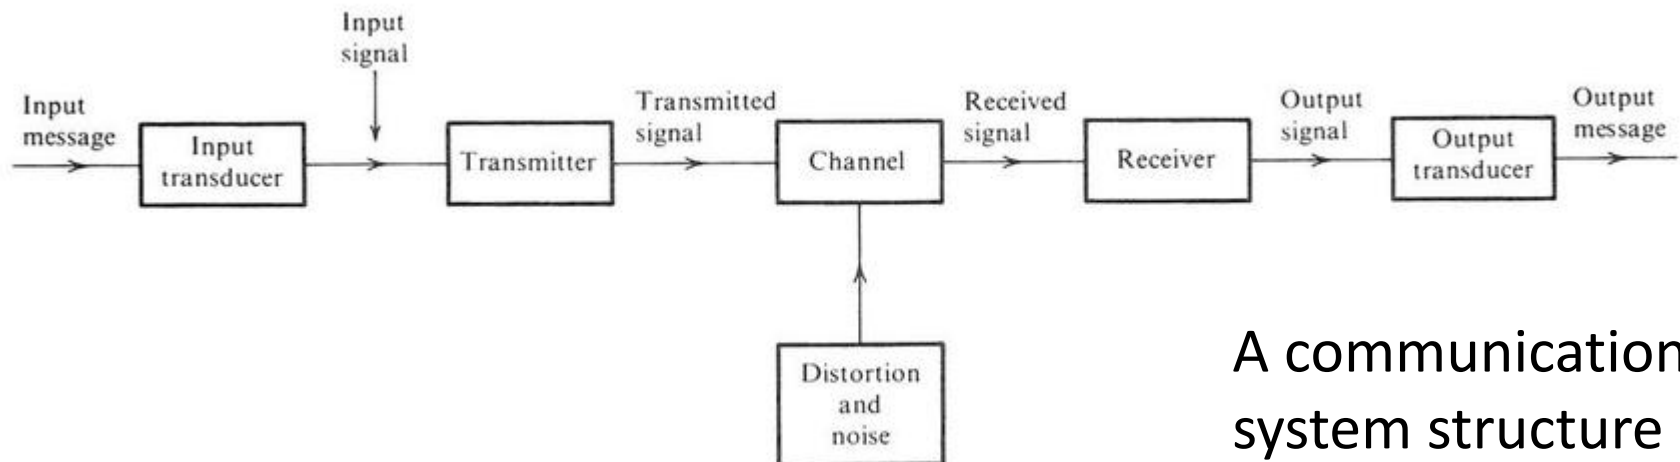 Input
signal
Input
message
Input
transducer
Transmitter
Transmitted
signal
Channel
Received
signal
Receiver
Output
signal
Output
transducer
Output
message
Distortion
and
noise
A communication
system structure